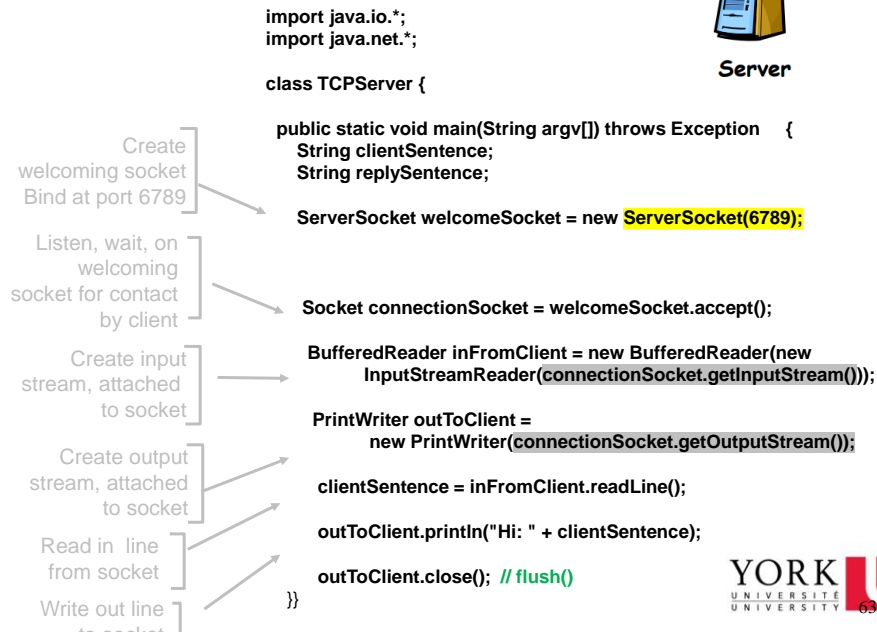 import java.io.*;
import java.net.*;
Server
class TCPServer {
public static void main(String argv[]) throws Exception {
String clientSentence;
String replySentence;
Create
welcoming socket
Bind at port 6789
ServerSocket welcomeSocket = new ServerSocket(6789);
Listen, wait, on
welcoming
socket for contact
by client
Socket connectionSocket = welcomeSocket.accept();
Create input
stream, attached
to socket
BufferedReader inFromClient = new BufferedReader(new
InputStreamReader(connectionSocket.getInputStream()));
PrintWriter outToClient =
new PrintWriter(connectionSocket.getOutputStream());
Create output
stream, attached
to socket
clientSentence = inFromClient.readLine();
Read in line
from socket
outToClient.println("Hi: " + clientSentence);
Write out line
to socket
outToClient.close(); // flush()
}}
YORK U
UNIVERSITÉ
UNIVERSITY
63